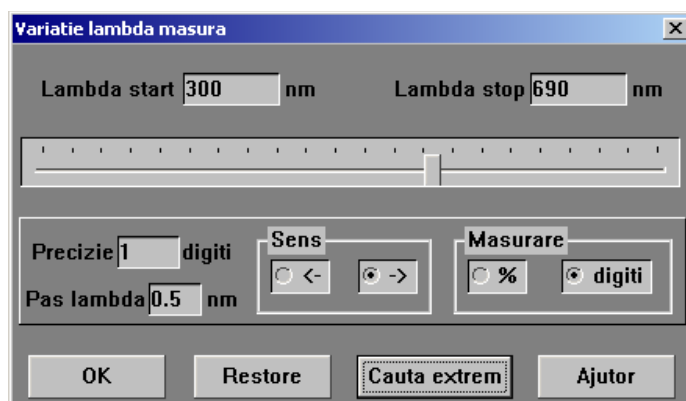 Variatie lambda masura
Lambda start 300 nm Lambda stop 690 nm
Sens Masurare
Precizie 1 digiti <- -> % digiti
Pas lambda 0.5 nm
OK Restore Cauta extrem Ajutor